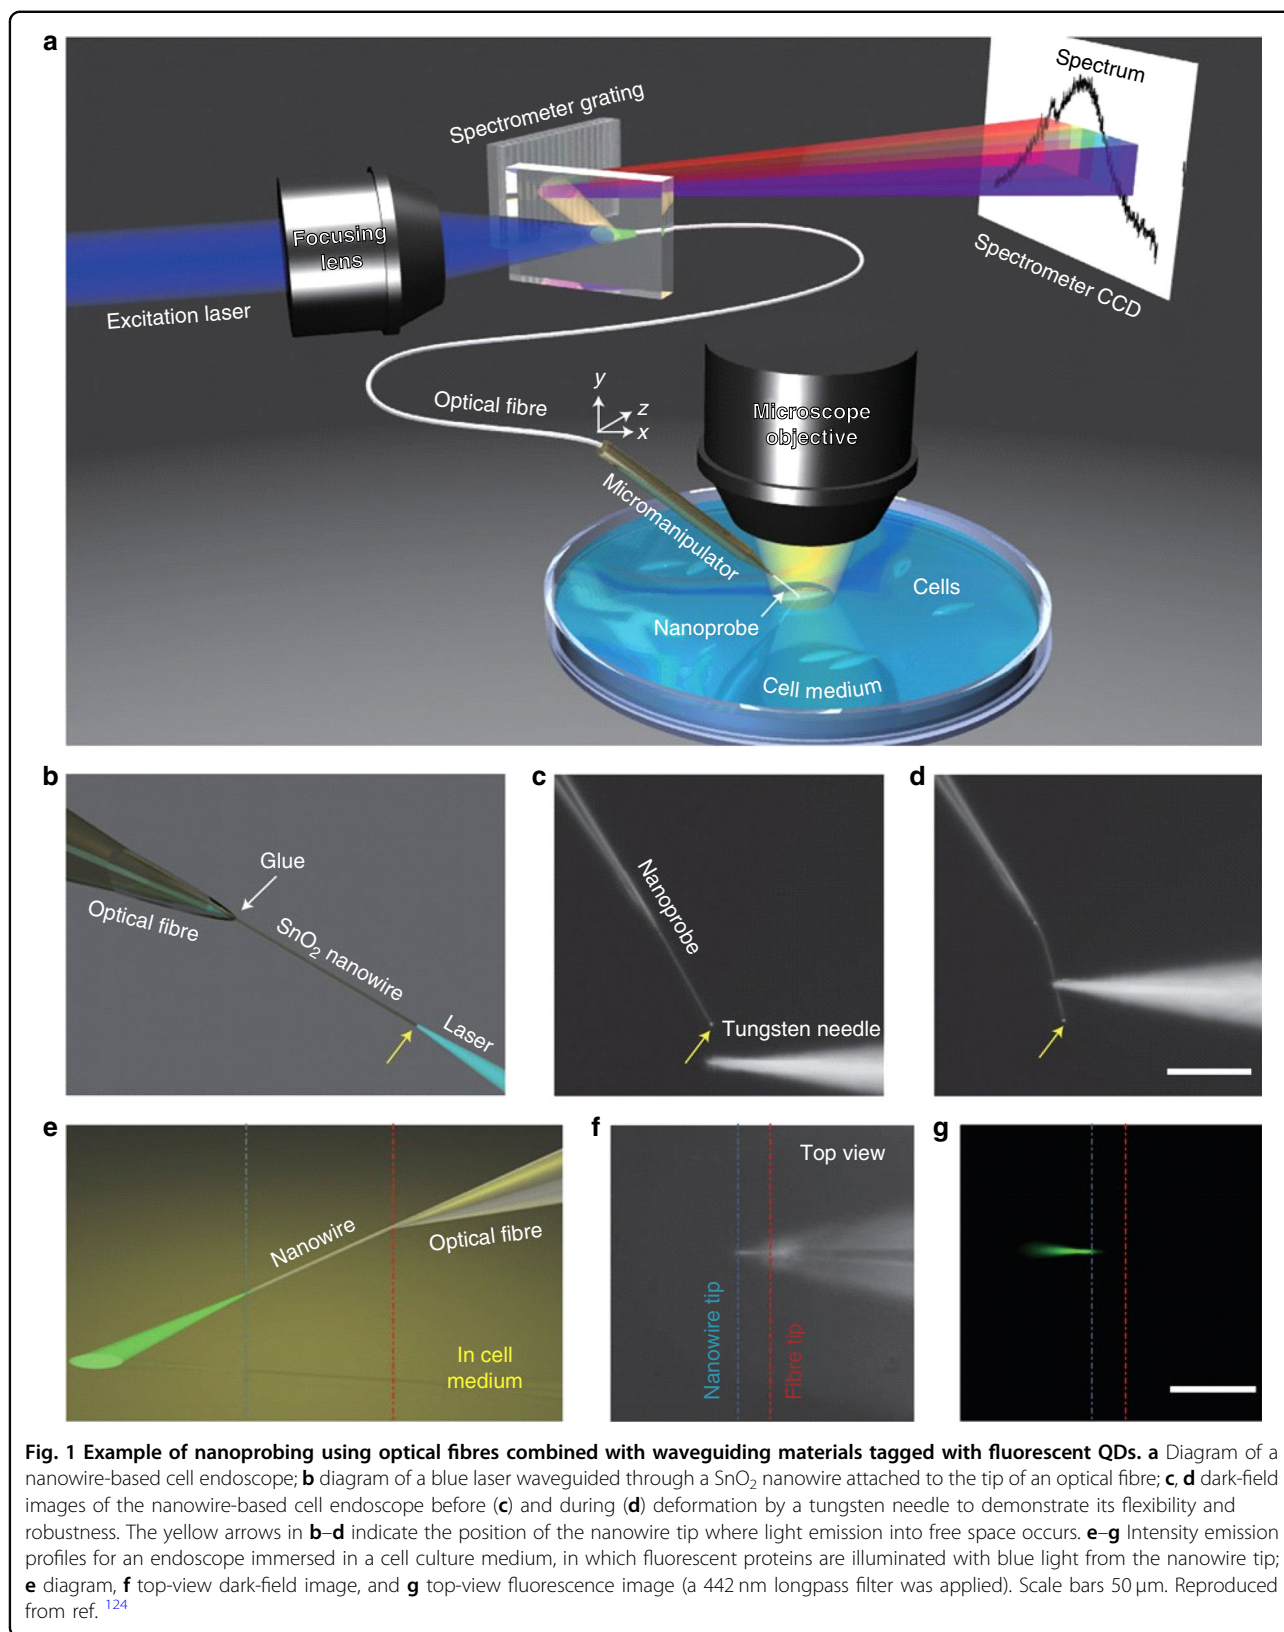 a
Spectrum
Spectrometer grating
Focusing
lens
Spectrometer CCD
Excitation laser
y
z
x
Optical fibre
Microscope
objective
Micromanipulator
Cells
Nanoprobe
Cell medium
b
Glue
Optical fibre
SnO2 nanowire
Laser
c
Nanoprobe
Tungsten needle
d
e
Nanowire
Optical fibre
In cell
medium
f
Top view
Nanowire tip
Fibre tip
g
Fig. 1 Example of nanoprobing using optical fibres combined with waveguiding materials tagged with fluorescent QDs. a Diagram of a
nanowire-based cell endoscope; b diagram of a blue laser waveguided through a SnO2 nanowire attached to the tip of an optical fibre; c, d dark-field
images of the nanowire-based cell endoscope before (c) and during (d) deformation by a tungsten needle to demonstrate its flexibility and
robustness. The yellow arrows in b–d indicate the position of the nanowire tip where light emission into free space occurs. e–g Intensity emission
profiles for an endoscope immersed in a cell culture medium, in which fluorescent proteins are illuminated with blue light from the nanowire tip;
e diagram, f top-view dark-field image, and g top-view fluorescence image (a 442 nm longpass filter was applied). Scale bars 50 µm. Reproduced
from ref. 124